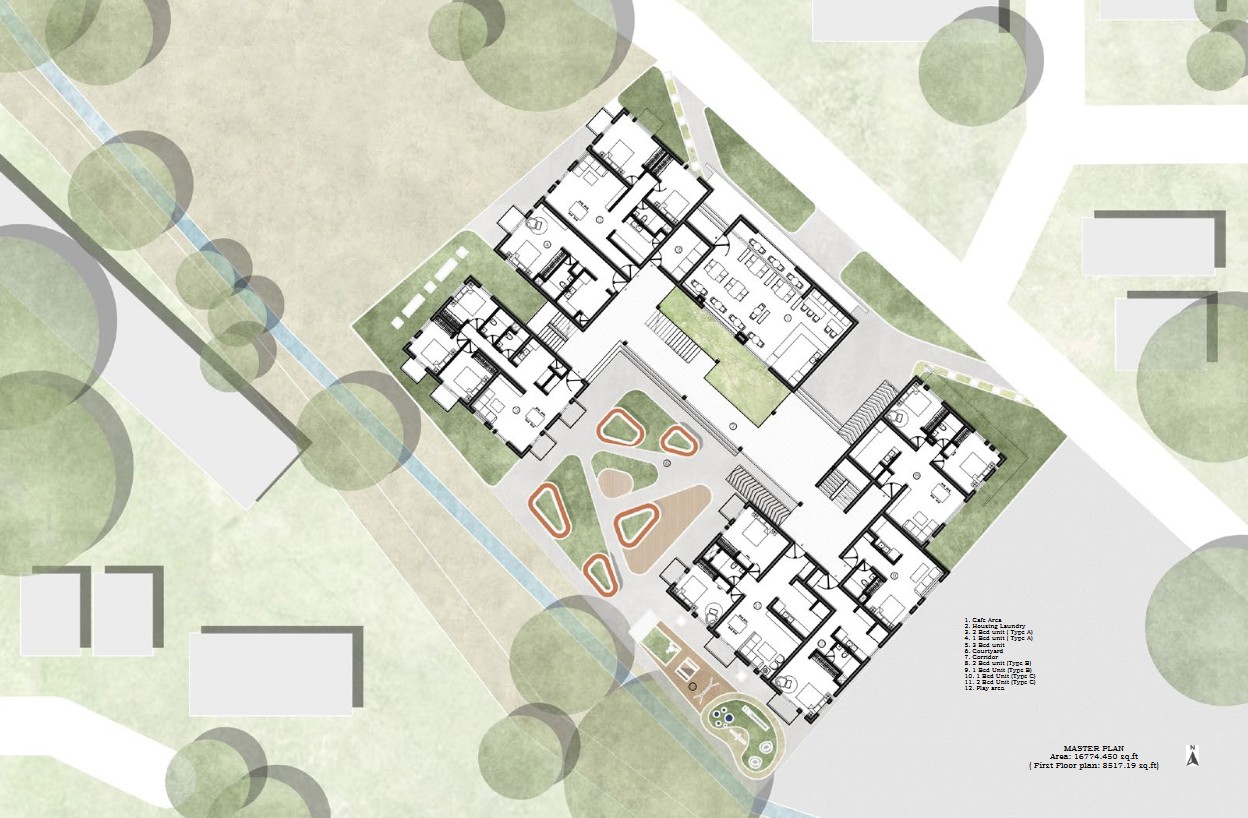 1. Cafe Area
2. Housing Laundry
3. 2 Bed unit ( Type A)
4. 1 Bed unit ( Type A)
5. 3 Bed unit
6. Courtyard
7. Corridor
8. 2 Bed unit (Type B)
9. 1 Bed Unit (Type B)
10. 1 Bed Unit (Type C)
11. 2 Bed Unit (Type C)
12. Play area
MASTER PLAN
Area: 16774.450 sq.ft
( First Floor plan: 8517.19 sq.ft)
N